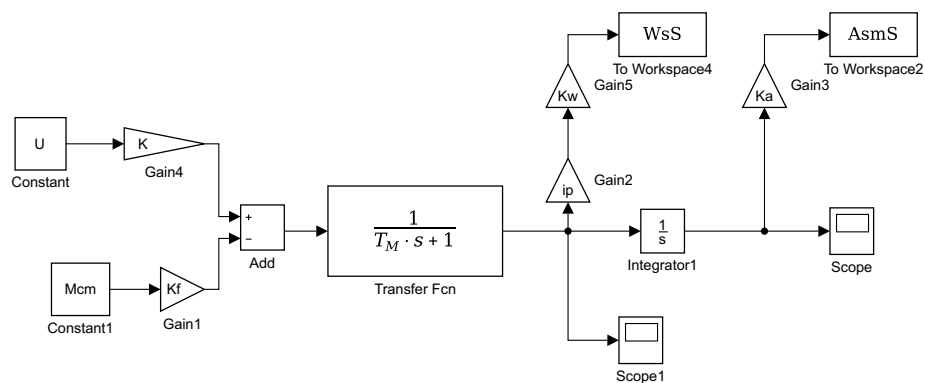 WsS
To Workspace4
AsmS
To Workspace2
Kw
Gain5
Ka
Gain3
U
Constant
K
Gain4
ip
Gain2
+
−
Add
1
T_M · s + 1
Transfer Fcn
1
s
Integrator1
Scope
Mcm
Constant1
Kf
Gain1
Scope1